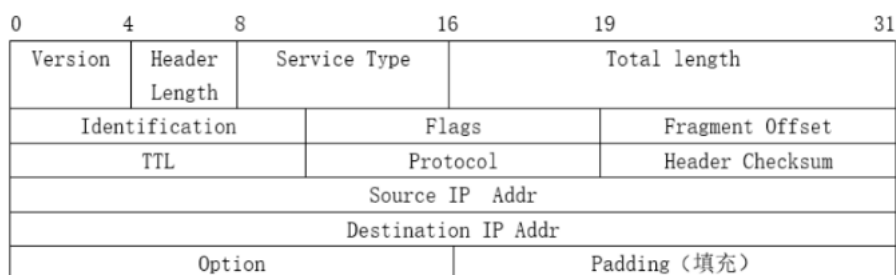 0 4 8 16 19 31
Version Header Service Type Total length
Length
Identification Flags Fragment Offset
TTL Protocol Header Checksum
Source IP Addr
Destination IP Addr
Option Padding（填充）